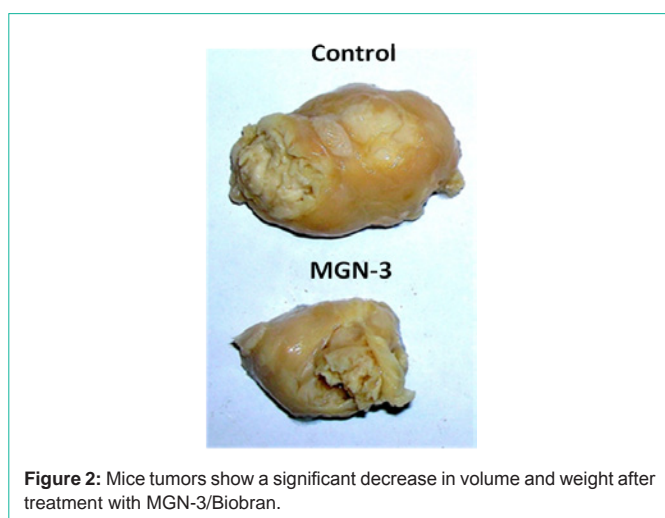 Control
MGN-3
Figure 2: Mice tumors show a significant decrease in volume and weight after
treatment with MGN-3/Biobran.